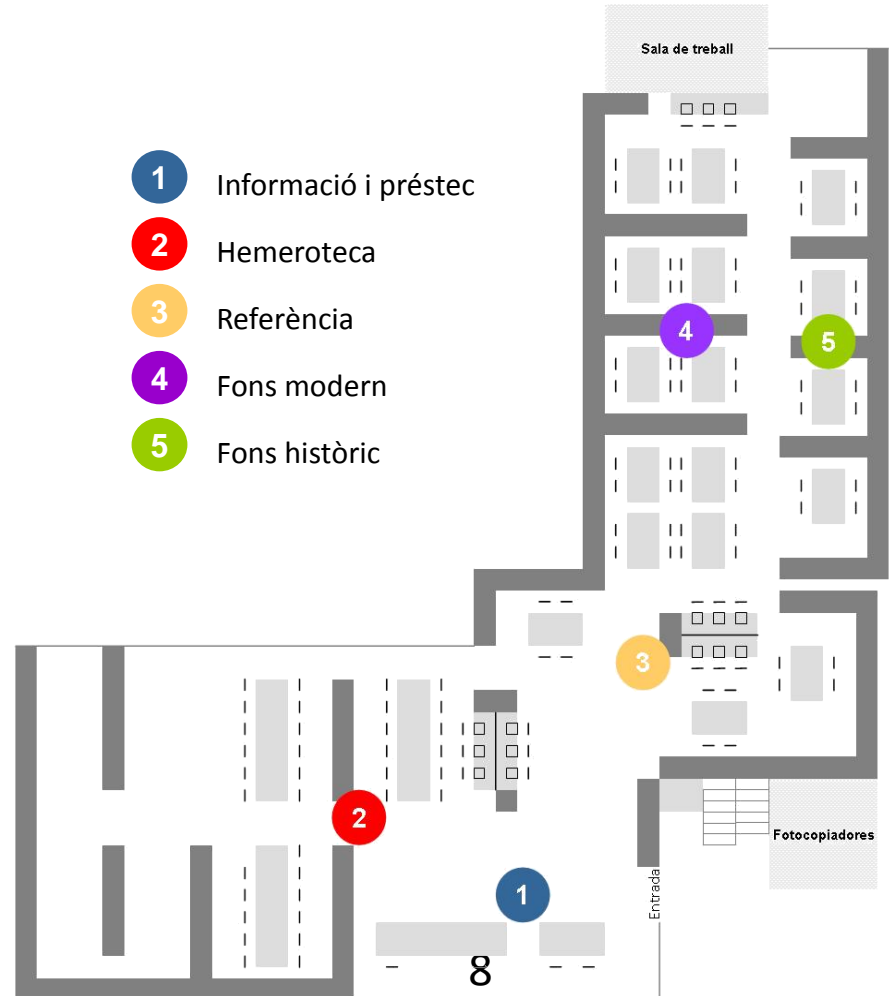 Sala de treball
1 Informació i préstec
2 Hemeroteca
3 Referència
4 Fons modern
5 Fons històric
4
5
3
2
Fotocopiadores
1
Entrada
8